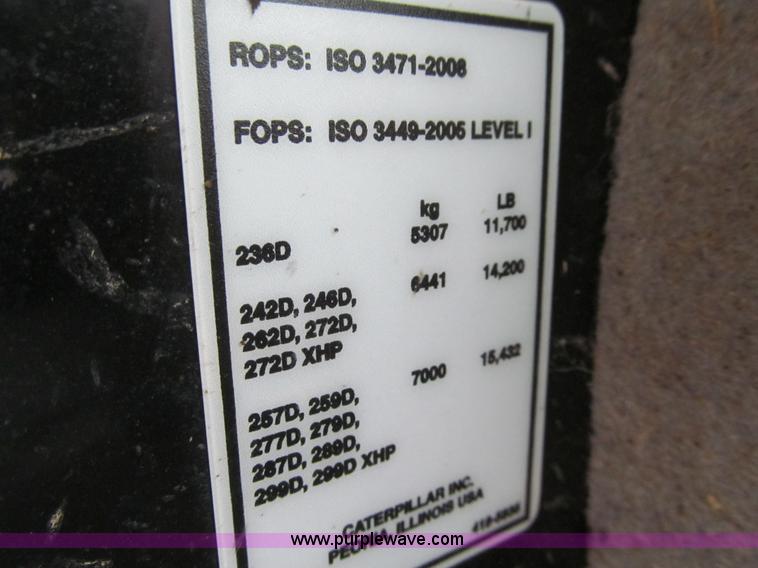 ROPS: ISO 3471-2008
FOPS: ISO 3449-2005 LEVEL I
kg LB
236D 5307 11,700
242D, 246D, 6441 14,200
262D, 272D,
272D XHP
257D, 259D, 7000 15,432
277D, 279D,
287D, 289D,
299D, 299D XHP
CATERPILLAR INC.
PEORIA, ILLINOIS USA
www.purplewave.com